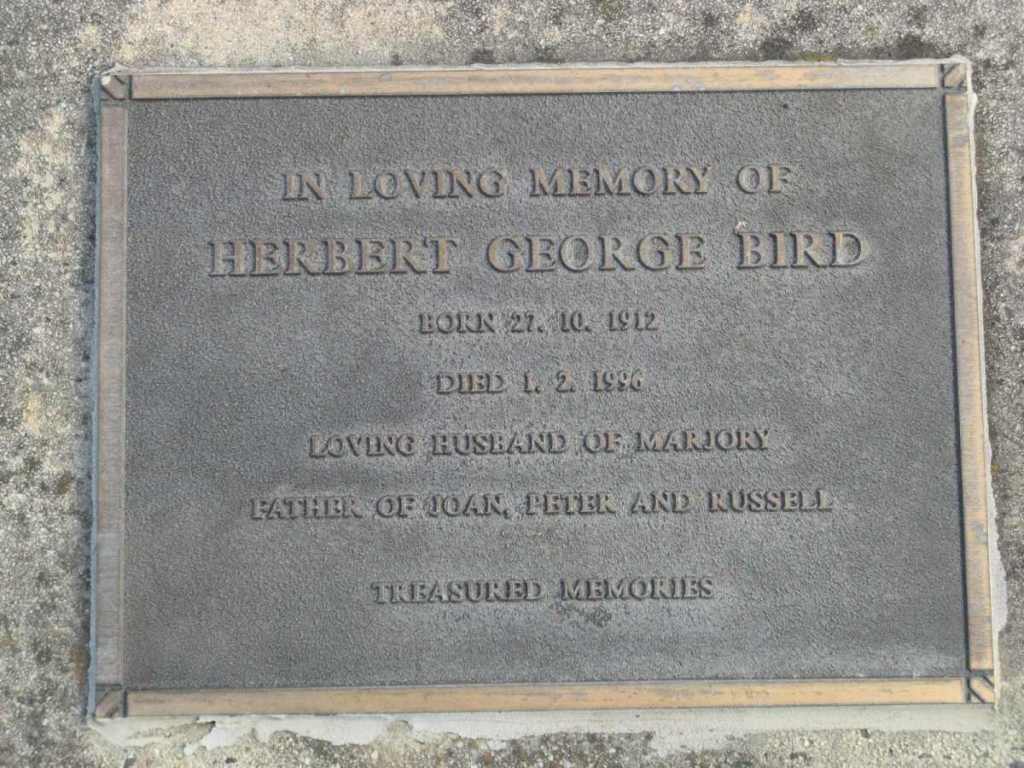 IN LOVING MEMORY OF
HERBERT GEORGE BIRD
BORN 27. 10. 1912
DIED 1. 2. 1996
LOVING HUSBAND OF MARJORY
FATHER OF JOAN, PETER AND RUSSELL
TREASURED MEMORIES